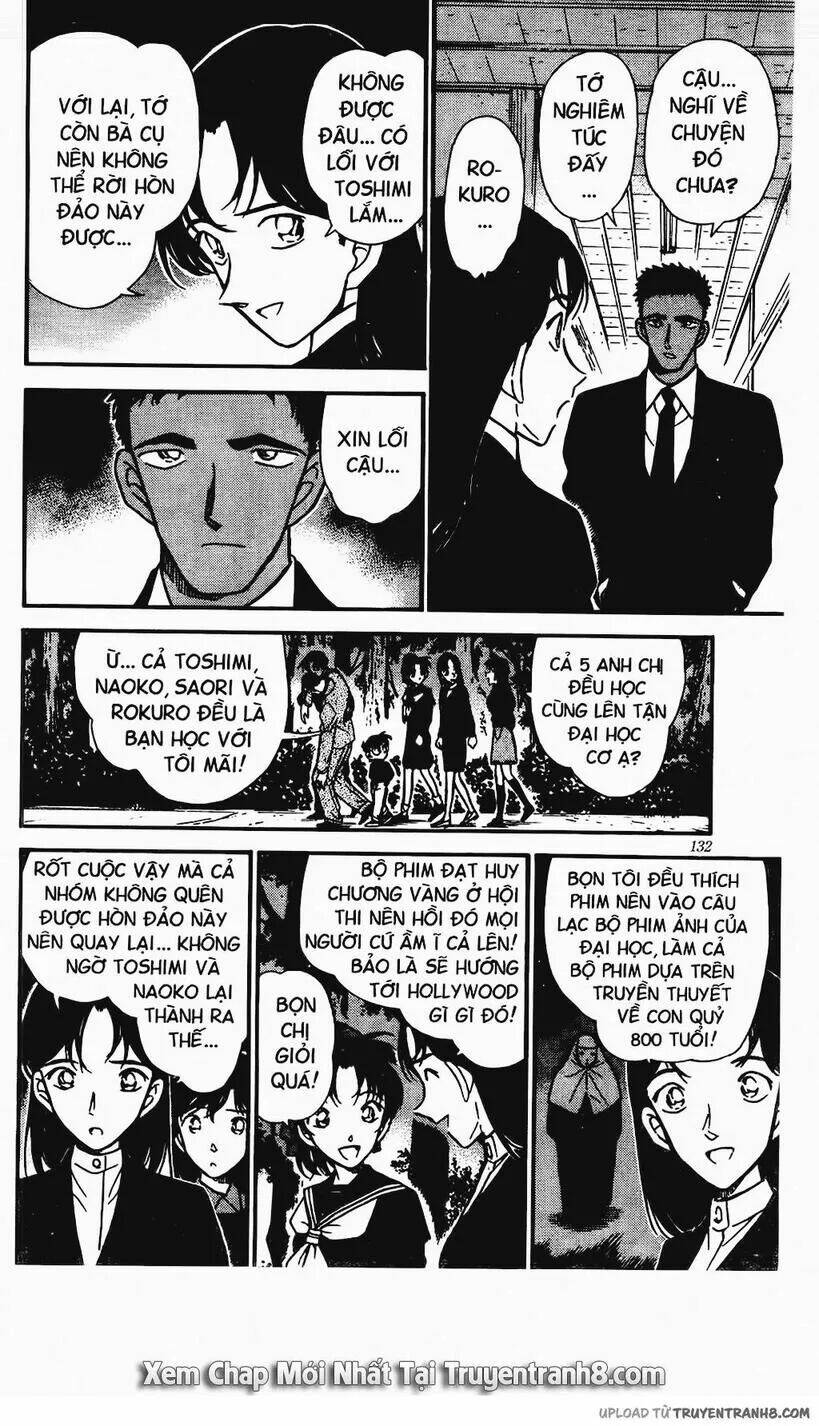 CẬU...
NGHĨ VỀ
CHUYỆN
ĐÓ
CHƯA?
TỚ
NGHIÊM
TÚC
ĐẤY
...
RO-
KURO
...
KHÔNG
ĐƯỢC
ĐÂU... CÓ
LỖI VỚI
TOSHIMI
LẮM...
VỚI LẠI, TỚ
CÒN BÀ CỤ
NÊN KHÔNG
THỂ RỜI HÒN
ĐẢO NÀY
ĐƯỢC...
XIN LỖI
CẬU...
CẢ 5 ANH CHỊ
ĐỀU HỌC
CÙNG LÊN TẬN
ĐẠI HỌC
CƠ Ạ?
Ừ... CẢ TOSHIMI,
NAOKO, SAORI VÀ
ROKURO ĐỀU LÀ
BẠN HỌC VỚI
TÔI MÃI!
132
BỌN TÔI ĐỀU THÍCH
PHIM NÊN VÀO CÂU
LẠC BỘ PHIM ẢNH CỦA
ĐẠI HỌC, LÀM CẢ
BỘ PHIM DỰA TRÊN
TRUYỀN THUYẾT
VỀ CON QUỶ
800 TUỔI!
BỘ PHIM ĐẠT HUY
CHƯƠNG VÀNG Ở HỘI
THI NÊN HỒI ĐÓ MỌI
NGƯỜI CỨ ẦM Ĩ CẢ LÊN!
BẢO LÀ SẼ HƯỚNG
TỚI HOLLYWOOD
GÌ GÌ ĐÓ!
BỌN
CHỊ
GIỎI
QUÁ!
RỐT CUỘC VẬY MÀ CẢ
NHÓM KHÔNG QUÊN
ĐƯỢC HÒN ĐẢO NÀY
NÊN QUAY LẠI... KHÔNG
NGỜ TOSHIMI VÀ
NAOKO LẠI
THÀNH RA
THẾ...
Xem Chap Mới Nhất Tại Truyentranh8.com
UPLOAD TỪ TRUYENTRANH8.COM